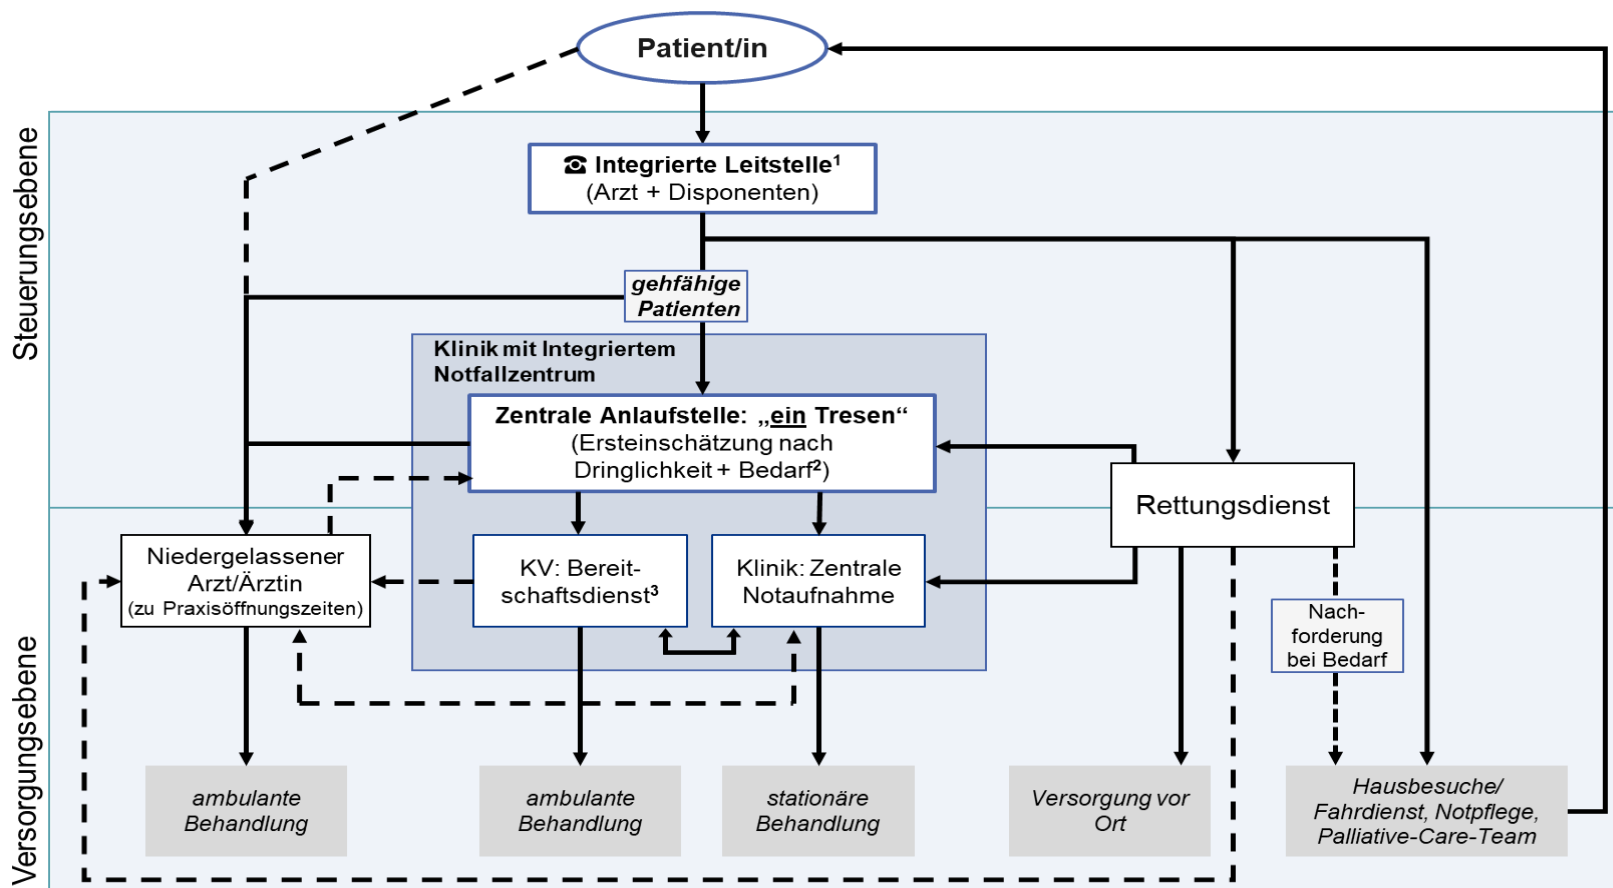 Patient/in
Steuerungsebene
☎ Integrierte Leitstelle¹
(Arzt + Disponenten)
gehfähige
Patienten
Klinik mit Integriertem
Notfallzentrum
Zentrale Anlaufstelle: „ein Tresen“
(Ersteinschätzung nach
Dringlichkeit + Bedarf²)
Rettungsdienst
Versorgungsebene
Niedergelassener
Arzt/Ärztin
(zu Praxisöffnungszeiten)
KV: Bereit-
schaftsdienst³
Klinik: Zentrale
Notaufnahme
Nach-
forderung
bei Bedarf
ambulante
Behandlung
ambulante
Behandlung
stationäre
Behandlung
Versorgung vor
Ort
Hausbesuche/
Fahrdienst, Notpflege,
Palliative-Care-Team